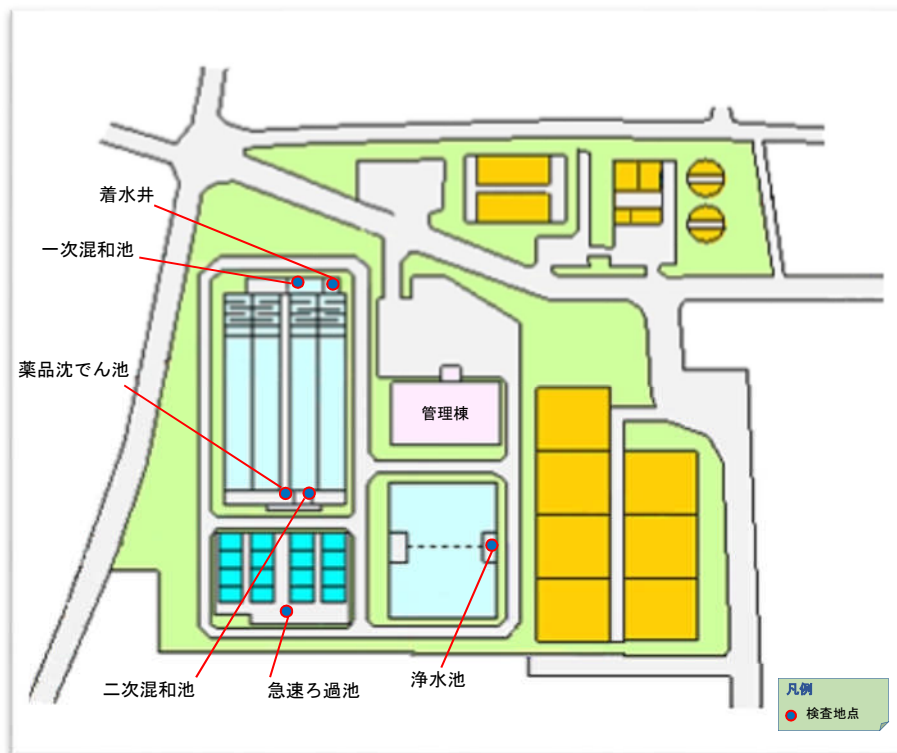 着水井
一次混和池
薬品沈でん池
管理棟
二次混和池
急速ろ過池
浄水池
凡例
検査地点